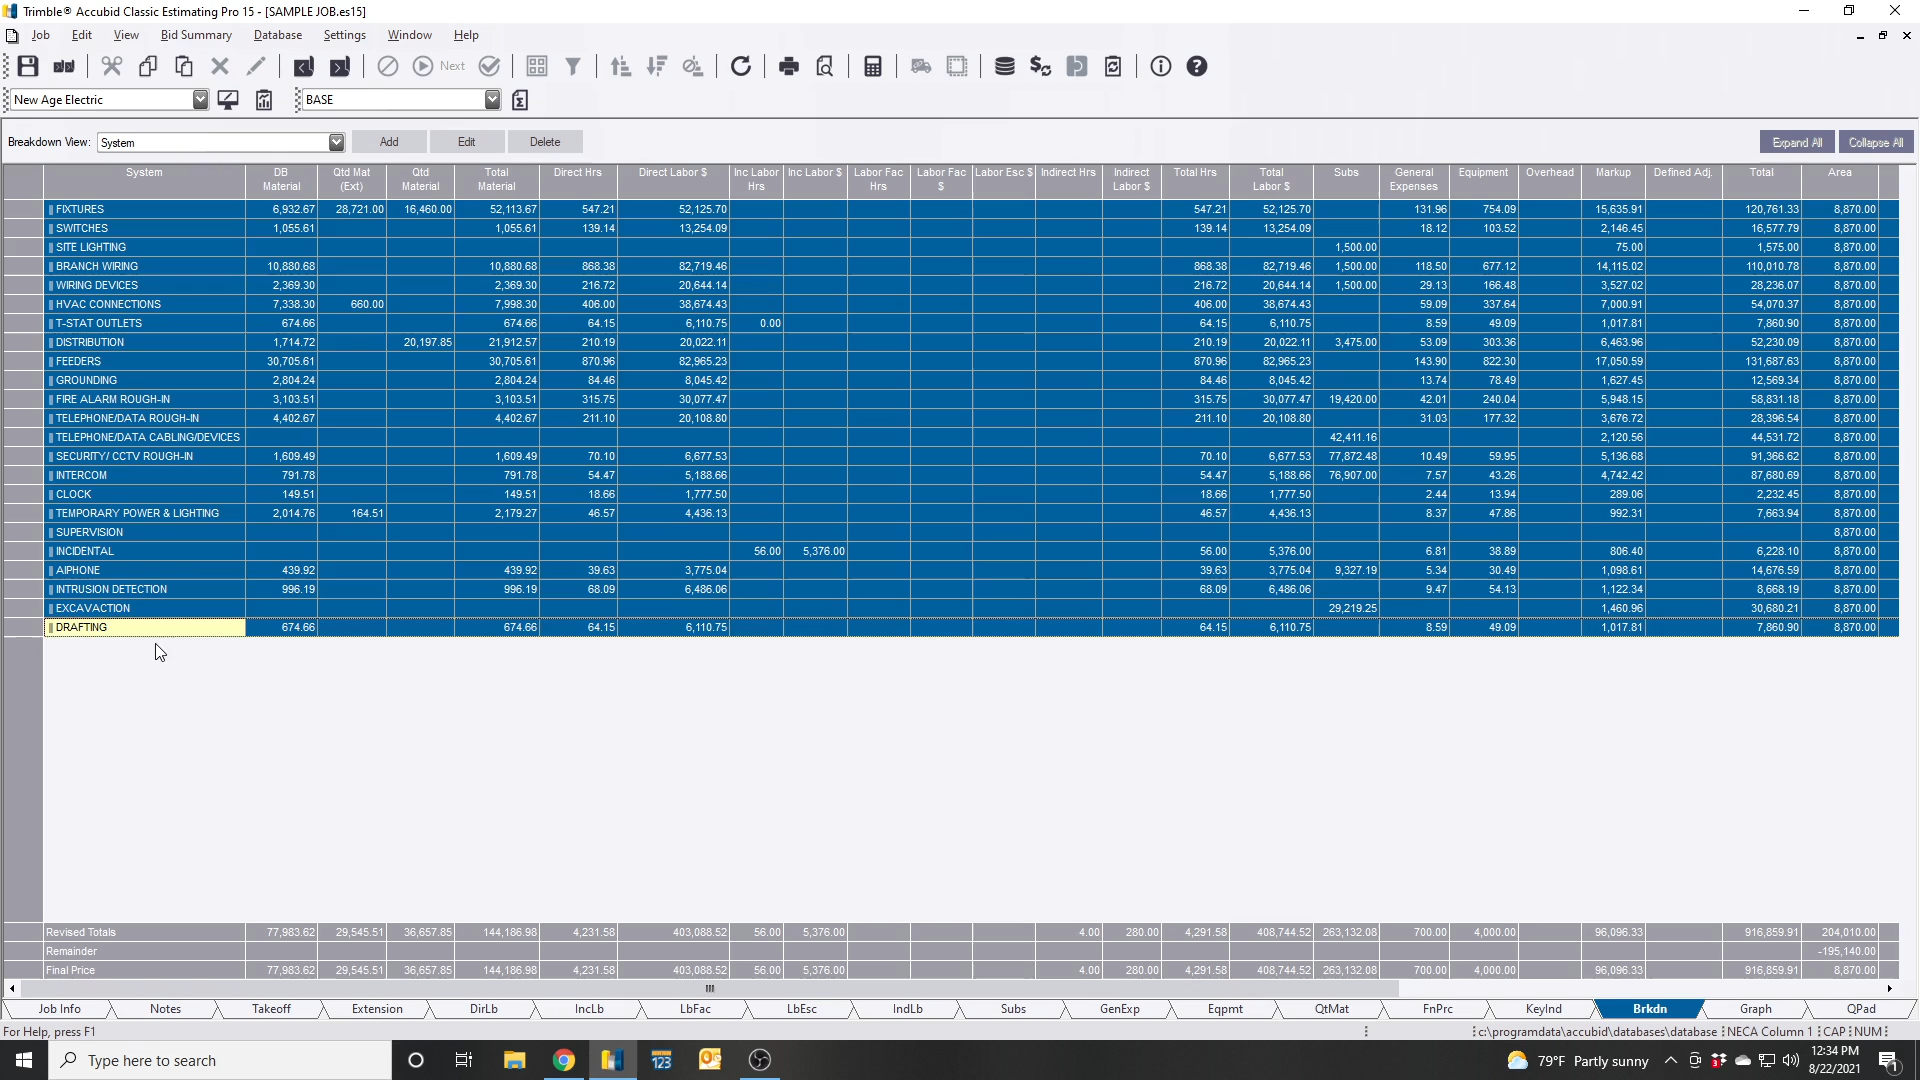 Trimble® Accubid Classic Estimating Pro 15 - [SAMPLE JOB.es15]
Job Edit View Bid Summary Database Settings Window Help
Next
New Age Electric BASE
Breakdown View: System Add Edit Delete Expand All Collapse All
System DB Material Qtd Mat (Ext) Qtd Material Total Material Direct Hrs Direct Labor $ Inc Labor Hrs Inc Labor $ Labor Fac Hrs Labor Fac $ Labor Esc $ Indirect Hrs Indirect Labor $ Total Hrs Total Labor $ Subs General Expenses Equipment Overhead Markup Defined Adj. Total Area
FIXTURES 6,932.67 28,721.00 16,460.00 52,113.67 547.21 52,125.70 547.21 52,125.70 131.96 754.09 15,635.91 120,761.33 8,870.00
SWITCHES 1,055.61 1,055.61 139.14 13,254.09 139.14 13,254.09 18.12 103.52 2,146.45 16,577.79 8,870.00
SITE LIGHTING 1,500.00 75.00 1,575.00 8,870.00
BRANCH WIRING 10,880.68 10,880.68 868.38 82,719.46 868.38 82,719.46 1,500.00 118.50 677.12 14,115.02 110,010.78 8,870.00
WIRING DEVICES 2,369.30 2,369.30 216.72 20,644.14 216.72 20,644.14 1,500.00 29.13 166.48 3,527.02 28,236.07 8,870.00
HVAC CONNECTIONS 7,338.30 660.00 7,998.30 406.00 38,674.43 406.00 38,674.43 59.09 337.64 7,000.91 54,070.37 8,870.00
T-STAT OUTLETS 674.66 674.66 64.15 6,110.75 0.00 64.15 6,110.75 8.59 49.09 1,017.81 7,860.90 8,870.00
DISTRIBUTION 1,714.72 20,197.85 21,912.57 210.19 20,022.11 210.19 20,022.11 3,475.00 53.09 303.36 6,463.96 52,230.09 8,870.00
FEEDERS 30,705.61 30,705.61 870.96 82,965.23 870.96 82,965.23 143.90 822.30 17,050.59 131,687.63 8,870.00
GROUNDING 2,804.24 2,804.24 84.46 8,045.42 84.46 8,045.42 13.74 78.49 1,627.45 12,569.34 8,870.00
FIRE ALARM ROUGH-IN 3,103.51 3,103.51 315.75 30,077.47 315.75 30,077.47 19,420.00 42.01 240.04 5,948.15 58,831.18 8,870.00
TELEPHONE/DATA ROUGH-IN 4,402.67 4,402.67 211.10 20,108.80 211.10 20,108.80 31.03 177.32 3,676.72 28,396.54 8,870.00
TELEPHONE/DATA CABLING/DEVICES 42,411.16 2,120.56 44,531.72 8,870.00
SECURITY/ CCTV ROUGH-IN 1,609.49 1,609.49 70.10 6,677.53 70.10 6,677.53 77,872.48 10.49 59.95 5,136.68 91,366.62 8,870.00
INTERCOM 791.78 791.78 54.47 5,188.66 54.47 5,188.66 76,907.00 7.57 43.26 4,742.42 87,680.69 8,870.00
CLOCK 149.51 149.51 18.66 1,777.50 18.66 1,777.50 2.44 13.94 289.06 2,232.45 8,870.00
TEMPORARY POWER & LIGHTING 2,014.76 164.51 2,179.27 46.57 4,436.13 46.57 4,436.13 8.37 47.86 992.31 7,663.94 8,870.00
SUPERVISION 8,870.00
INCIDENTAL 56.00 5,376.00 56.00 5,376.00 6.81 38.89 806.40 6,228.10 8,870.00
AIPHONE 439.92 439.92 39.63 3,775.04 39.63 3,775.04 9,327.19 5.34 30.49 1,098.61 14,676.59 8,870.00
INTRUSION DETECTION 996.19 996.19 68.09 6,486.06 68.09 6,486.06 9.47 54.13 1,122.34 8,668.19 8,870.00
EXCAVACTION 29,219.25 1,460.96 30,680.21 8,870.00
DRAFTING 674.66 674.66 64.15 6,110.75 64.15 6,110.75 8.59 49.09 1,017.81 7,860.90 8,870.00
Revised Totals 77,983.62 29,545.51 36,657.85 144,186.98 4,231.58 403,088.52 56.00 5,376.00 4.00 280.00 4,291.58 408,744.52 263,132.08 700.00 4,000.00 96,096.33 916,859.91 204,010.00
Remainder -195,140.00
Final Price 77,983.62 29,545.51 36,657.85 144,186.98 4,231.58 403,088.52 56.00 5,376.00 4.00 280.00 4,291.58 408,744.52 263,132.08 700.00 4,000.00 96,096.33 916,859.91 8,870.00
Job Info Notes Takeoff Extension DirLb IncLb LbFac LbEsc IndLb Subs GenExp Eqpmt QtMat FnPrc KeyInd Brkdn Graph QPad
For Help, press F1 c:\programdata\accubid\databases\database NECA Column 1 CAP NUM
Type here to search 123 79°F Partly sunny 12:34 PM
8/22/2021 1